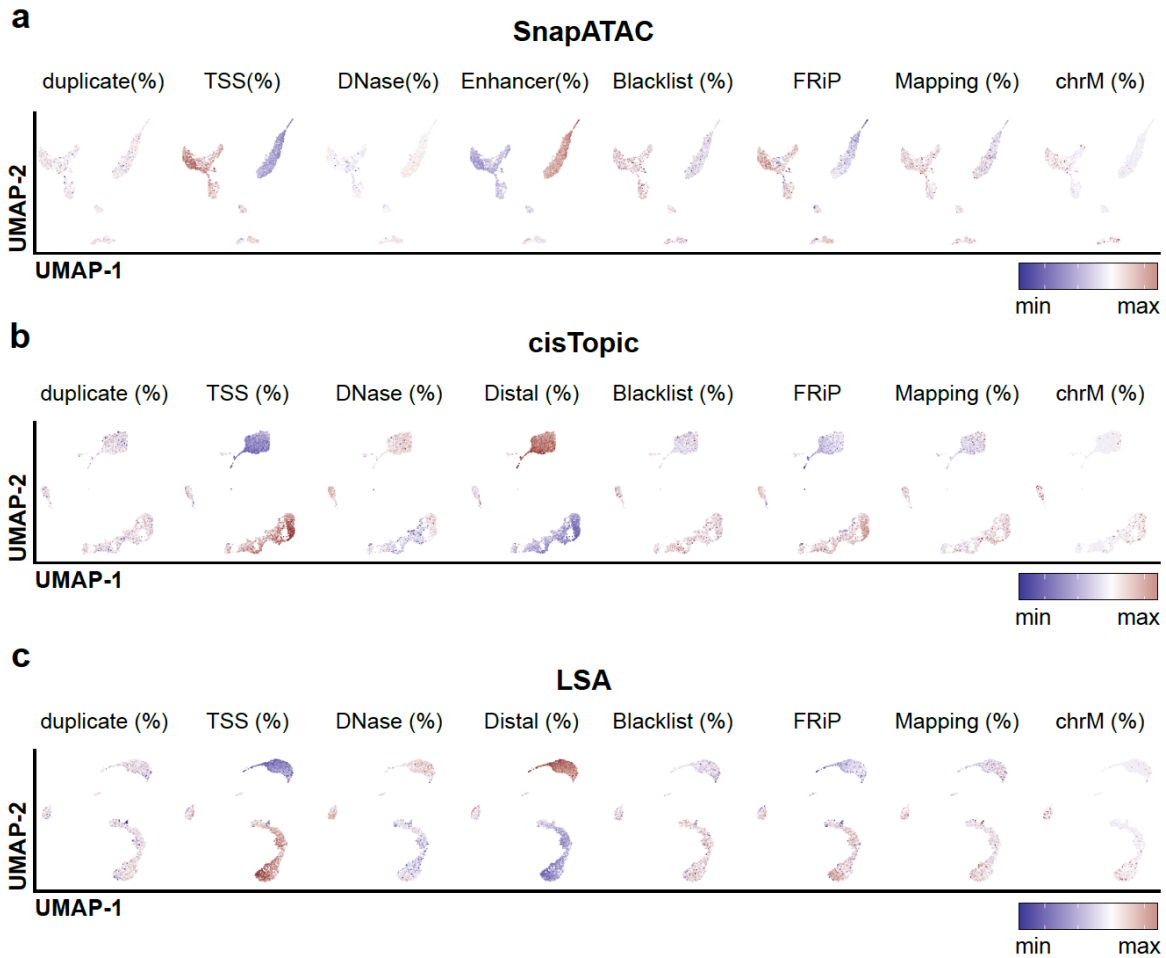 a
SnapATAC
duplicate(%) TSS(%) DNase(%) Enhancer(%) Blacklist (%) FRiP Mapping (%) chrM (%)
UMAP-2
UMAP-1
min max
b
cisTopic
duplicate (%) TSS (%) DNase (%) Distal (%) Blacklist (%) FRiP Mapping (%) chrM (%)
UMAP-2
UMAP-1
min max
c
LSA
duplicate (%) TSS (%) DNase (%) Distal (%) Blacklist (%) FRiP Mapping (%) chrM (%)
UMAP-2
UMAP-1
min max